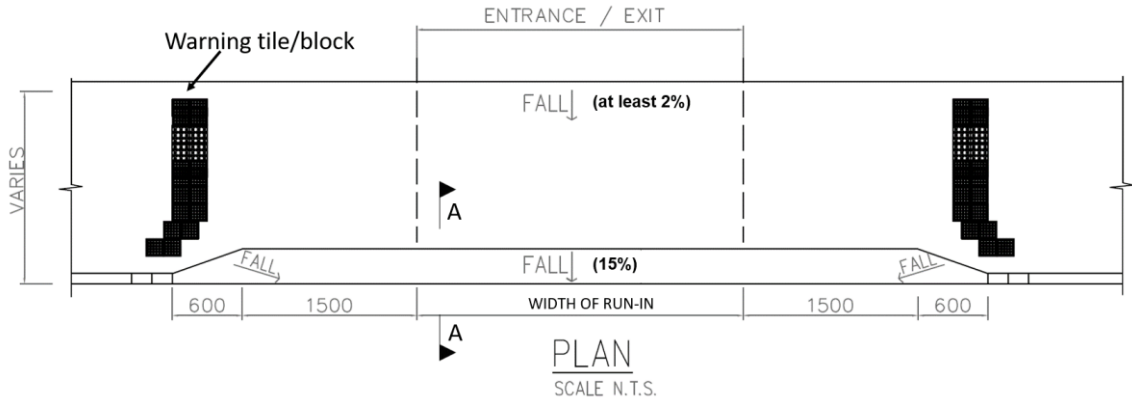 ENTRANCE / EXIT
Warning tile/block
FALL (at least 2%)
VARIES
A
FALL
FALL (15%)
FALL
600
1500
WIDTH OF RUN-IN
1500
600
A
PLAN
SCALE N.T.S.